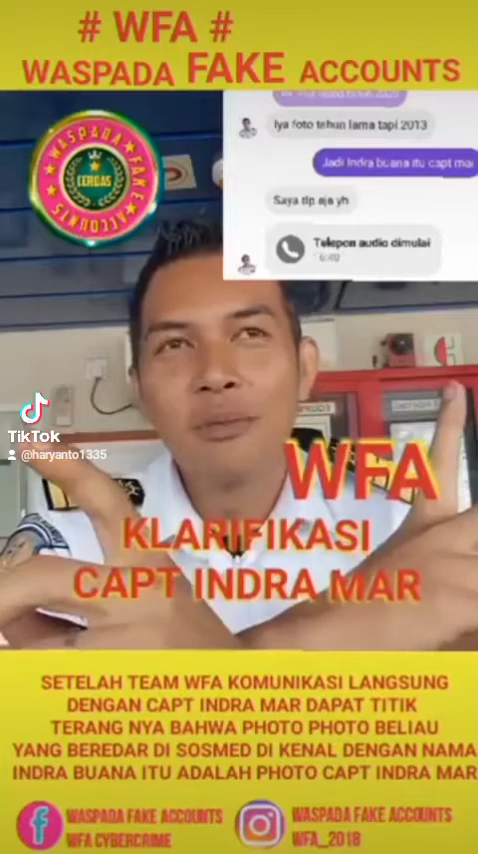 # WFA #
WASPADA FAKE ACCOUNTS
WASPADA FAKE ACCOUNTS
CERDAS
Iya foto tehun lama tapi 2013
Jadi Indra buana itu capt mar
Saya tlp aja yh
Telepon audio dimulai
TikTok
@haryanto1335
WFA
KLARIFIKASI
CAPT INDRA MAR
SETELAH TEAM WFA KOMUNIKASI LANGSUNG
DENGAN CAPT INDRA MAR DAPAT TITIK
TERANG NYA BAHWA PHOTO PHOTO BELIAU
YANG BEREDAR DI SOSMED DI KENAL DENGAN NAMA
INDRA BUANA ITU ADALAH PHOTO CAPT INDRA MAR
WASPADA FAKE ACCOUNTS
WFA CYBERCRIME
WASPADA FAKE ACCOUNTS
WFA_2018